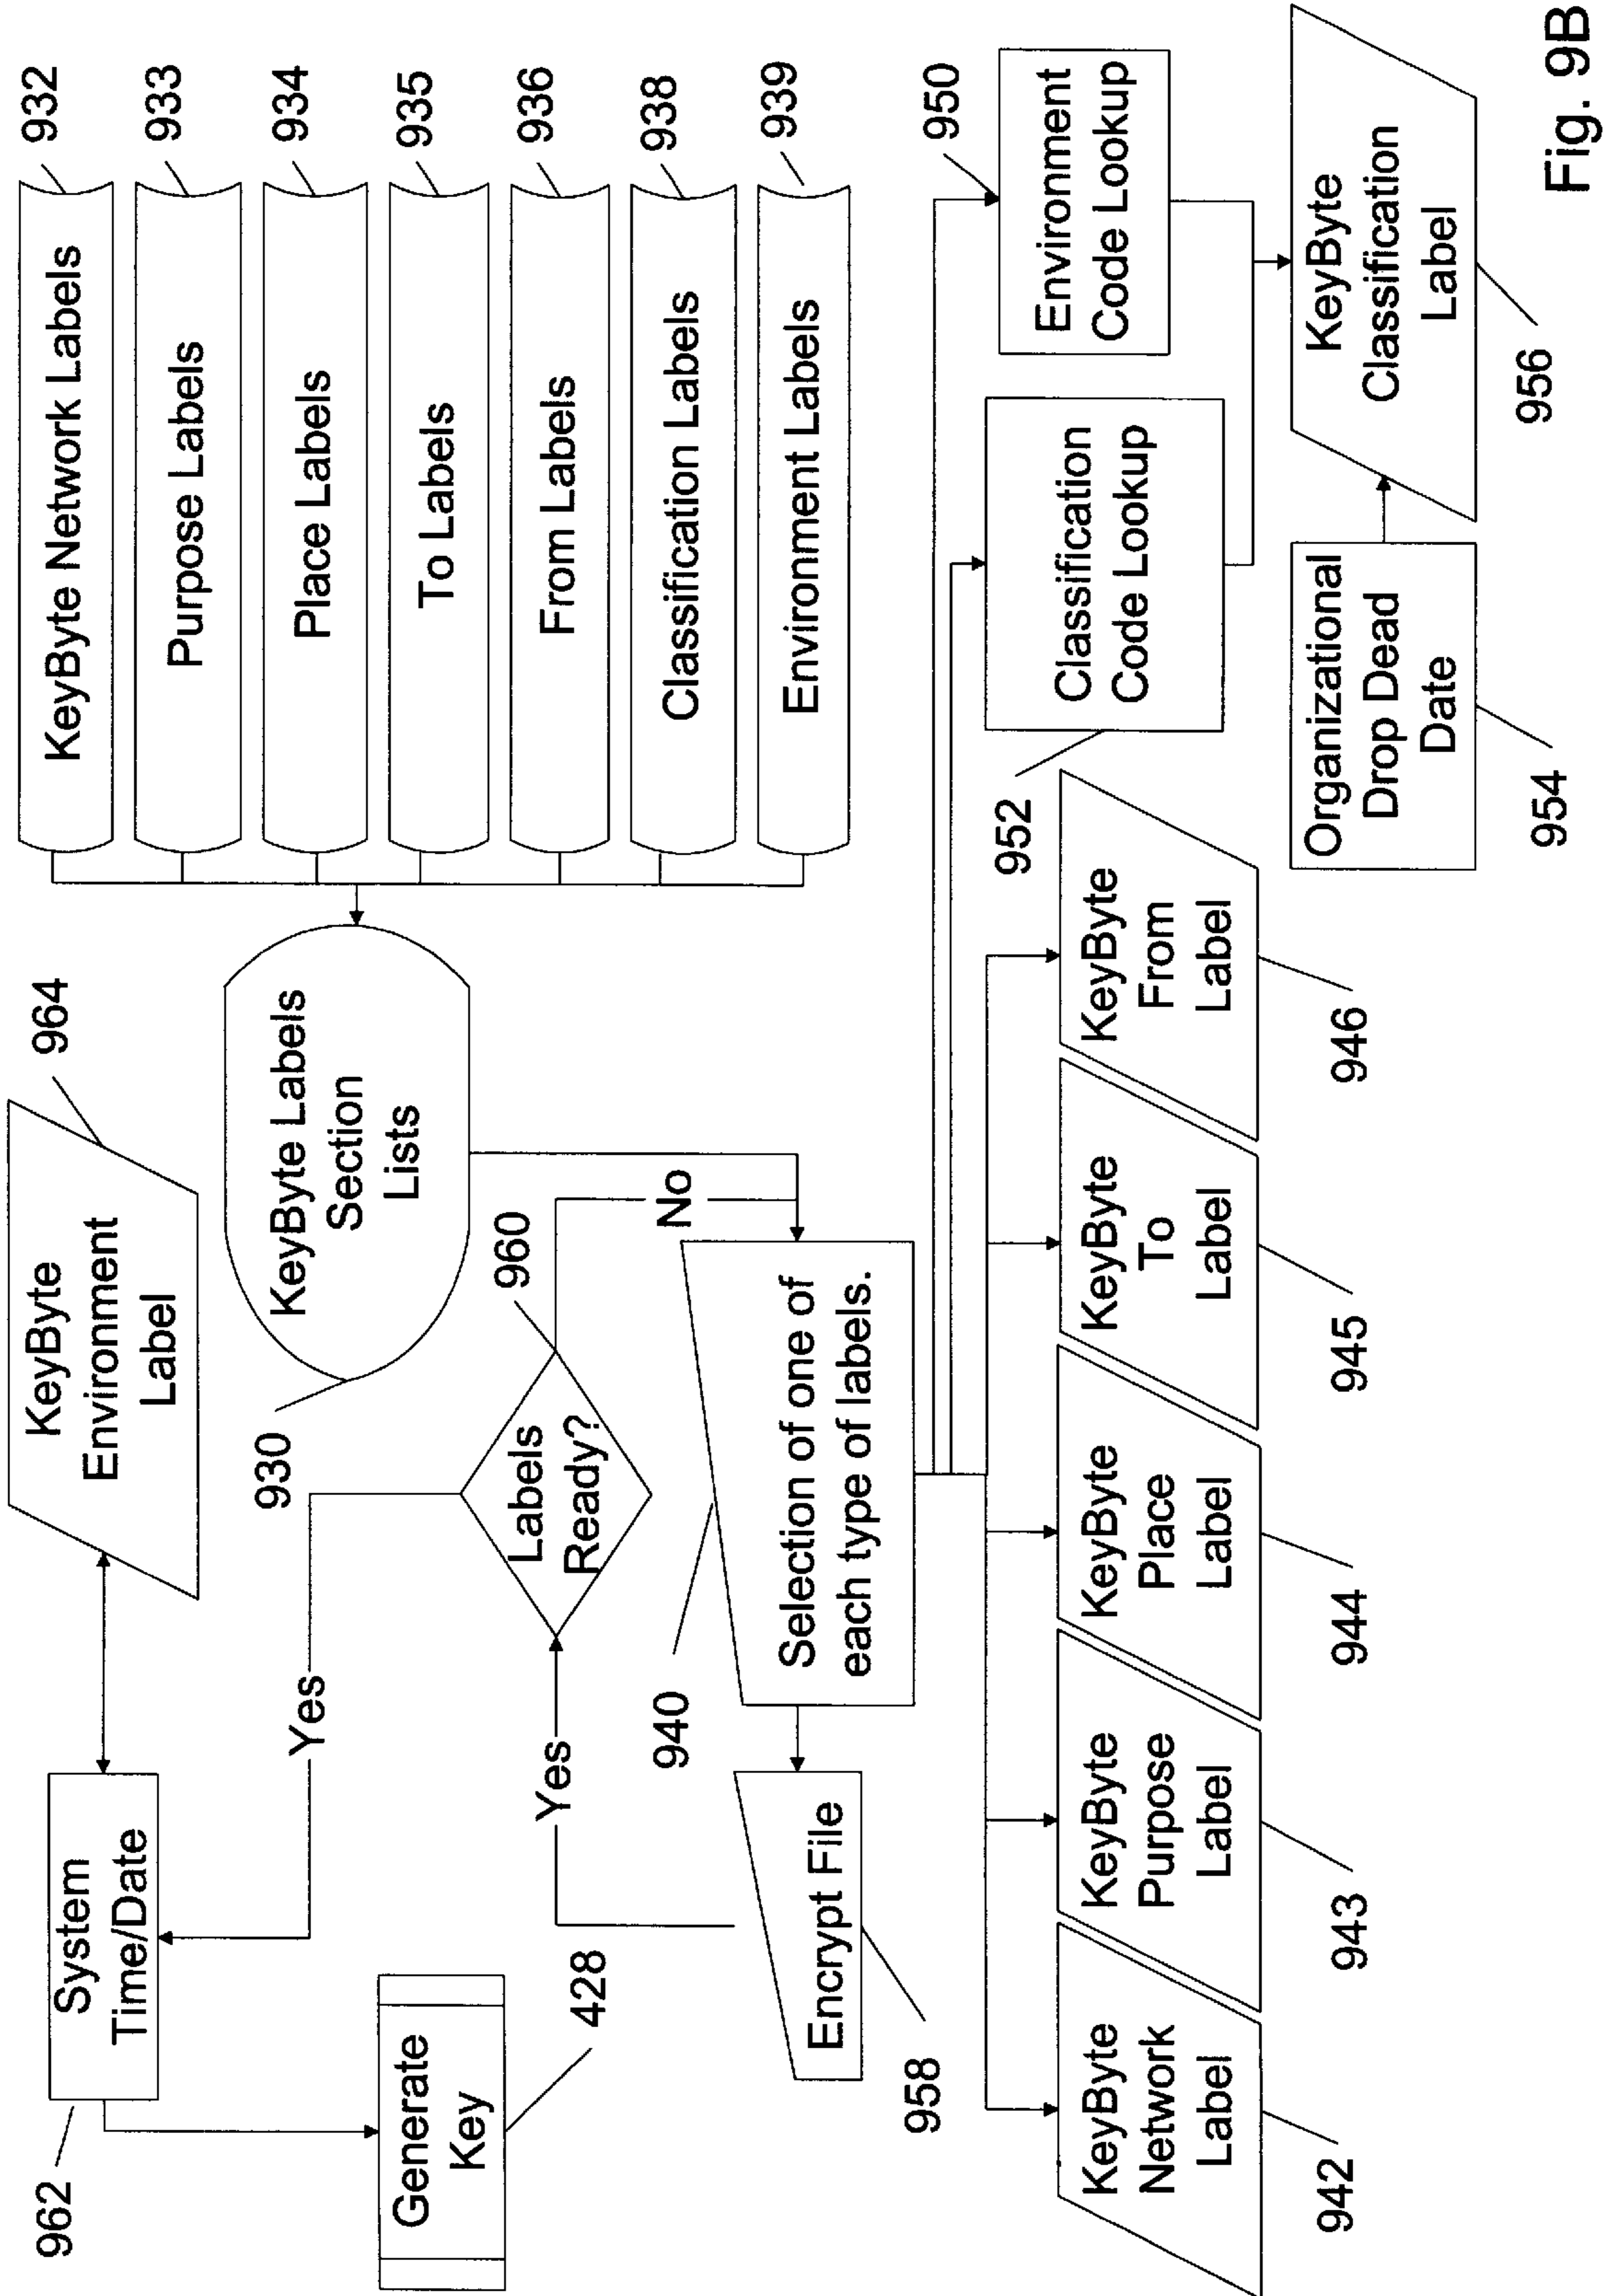 962
System
Time/Date
KeyByte
Environment
Label
964
KeyByte Network Labels
932
Purpose Labels
933
Place Labels
934
To Labels
935
From Labels
936
Classification Labels
938
Environment Labels
939
KeyByte Labels
Section
Lists
930
Generate
Key
428
Yes
Labels
Ready?
960
No
Yes
Encrypt File
958
940
Selection of one of
each type of labels.
KeyByte
Network
Label
942
KeyByte
Purpose
Label
943
KeyByte
Place
Label
944
KeyByte
To
Label
945
KeyByte
From
Label
946
952
Classification
Code Lookup
950
Environment
Code Lookup
Organizational
Drop Dead
Date
954
KeyByte
Classification
Label
956
Fig. 9B